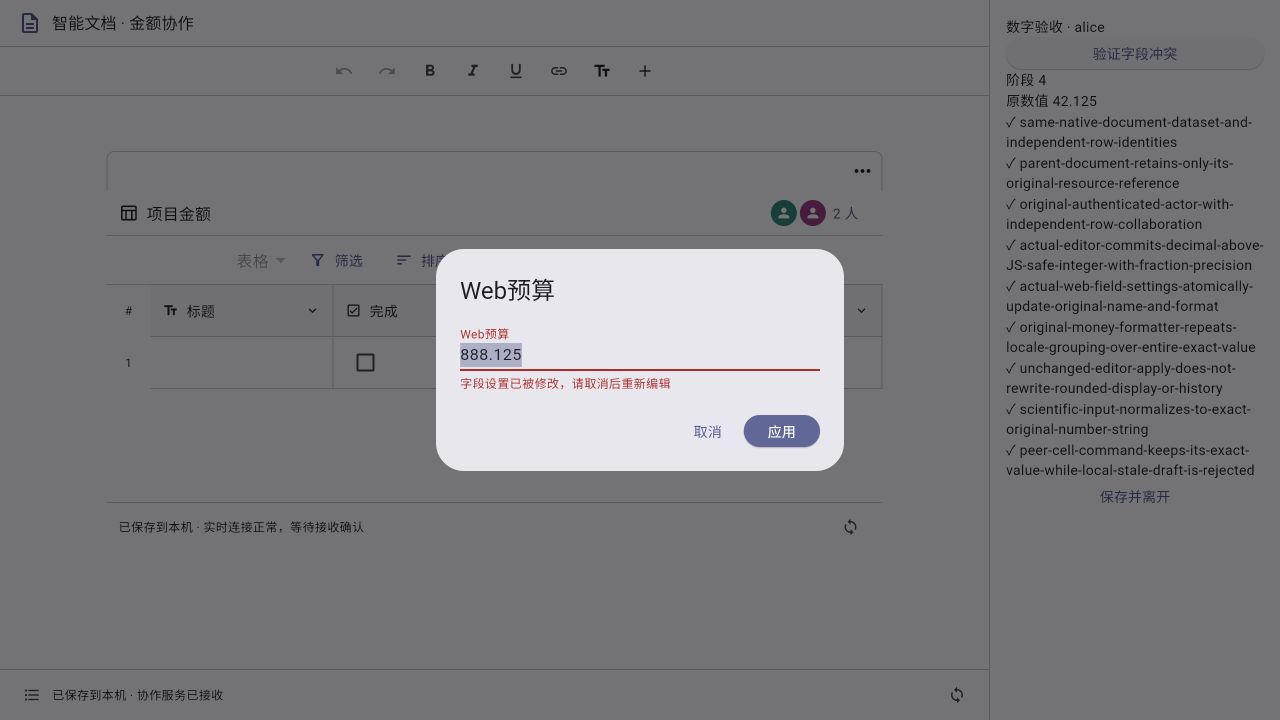 智能文档 · 金额协作
B
I
U
Tr
项目金额
2 人
表格
筛选
#
标题
完成
1
Web预算
Web预算
888.125
字段设置已被修改，请取消后重新编辑
取消
应用
已保存到本机 · 实时连接正常，等待接收确认
已保存到本机 · 协作服务已接收
数字验收 · alice
验证字段冲突
阶段 4
原数值 42.125
✓ same-native-document-dataset-and-
independent-row-identities
✓ parent-document-retains-only-its-
original-resource-reference
✓ original-authenticated-actor-with-
independent-row-collaboration
✓ actual-editor-commits-decimal-above-
JS-safe-integer-with-fraction-precision
✓ actual-web-field-settings-atomically-
update-original-name-and-format
✓ original-money-formatter-repeats-
locale-grouping-over-entire-exact-value
✓ unchanged-editor-apply-does-not-
rewrite-rounded-display-or-history
✓ scientific-input-normalizes-to-exact-
original-number-string
✓ peer-cell-command-keeps-its-exact-
value-while-local-stale-draft-is-rejected
保存并离开